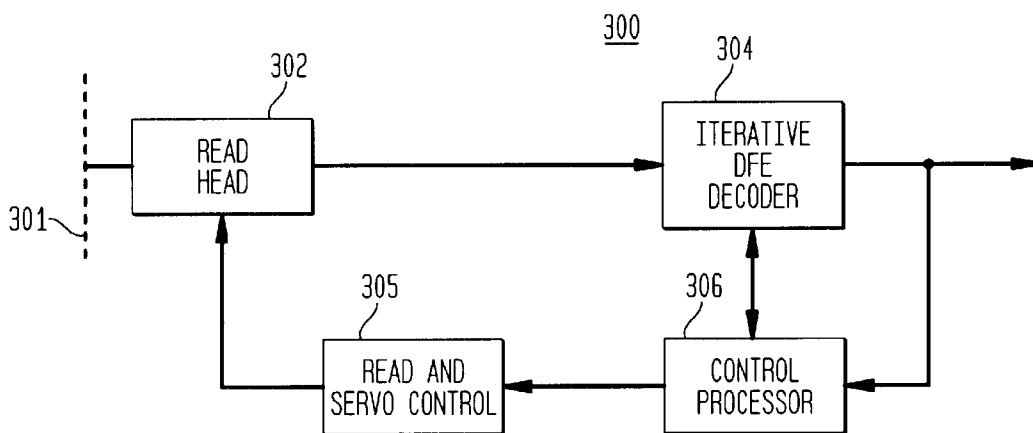 300
302
304
READ
HEAD
ITERATIVE
DFE
DECODER
301
305
306
READ AND
SERVO CONTROL
CONTROL
PROCESSOR